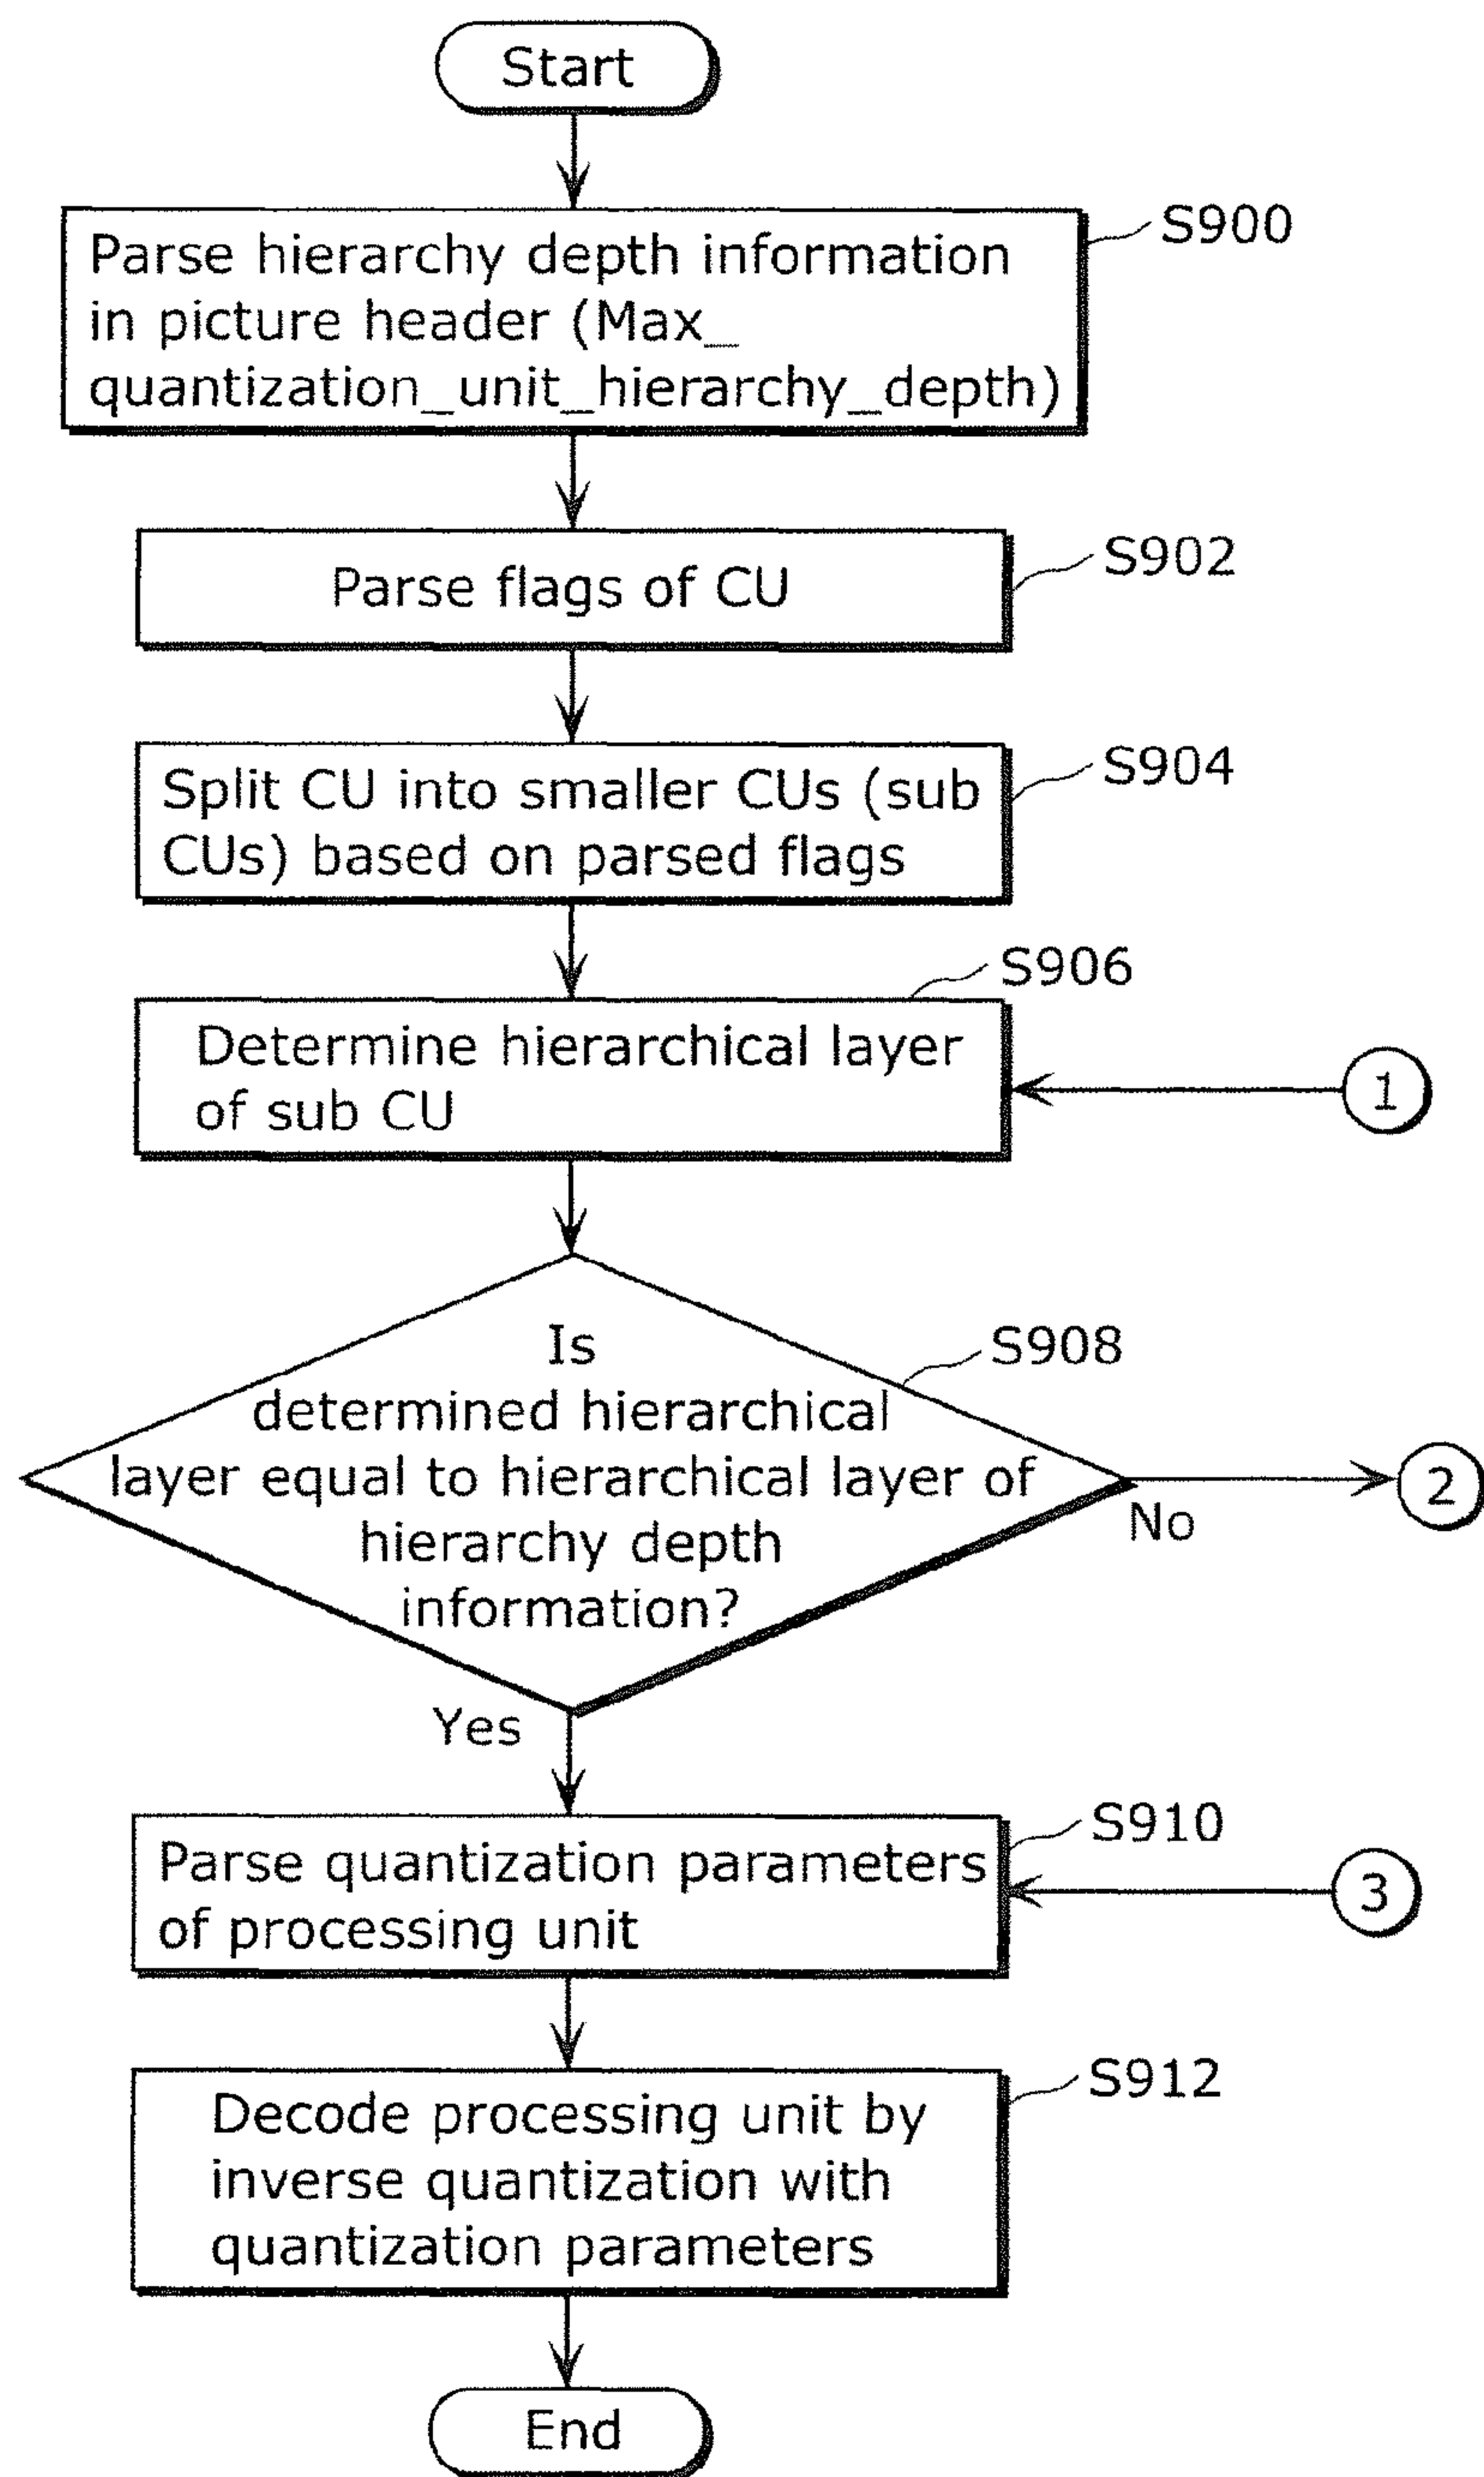 Start
S900
Parse hierarchy depth information
in picture header (Max_
quantization_unit_hierarchy_depth)
S902
Parse flags of CU
S904
Split CU into smaller CUs (sub
CUs) based on parsed flags
S906
Determine hierarchical layer
of sub CU
1
S908
Is
determined hierarchical
layer equal to hierarchical layer of
hierarchy depth
information?
No
2
Yes
S910
Parse quantization parameters
of processing unit
3
S912
Decode processing unit by
inverse quantization with
quantization parameters
End